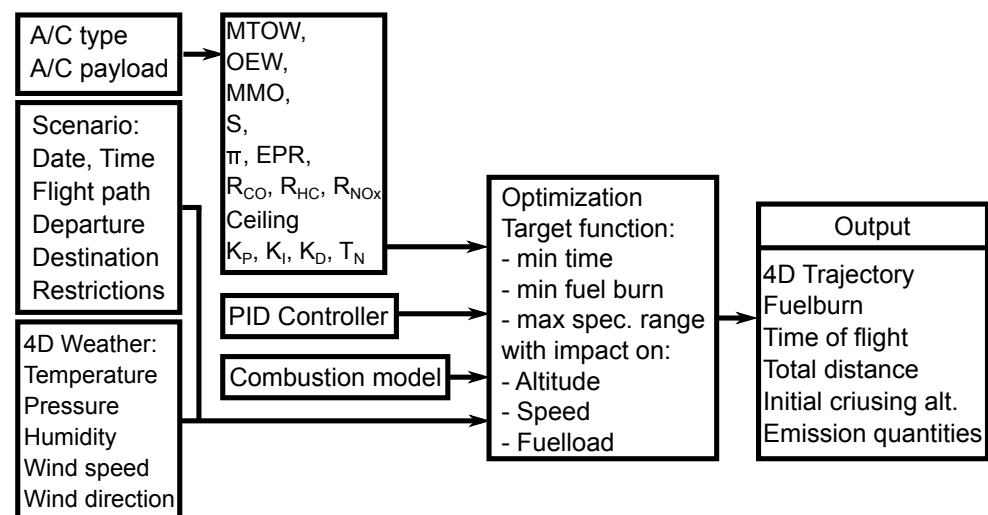 A/C type
A/C payload
Scenario:
Date, Time
Flight path
Departure
Destination
Restrictions
4D Weather:
Temperature
Pressure
Humidity
Wind speed
Wind direction
MTOW,
OEW,
MMO,
S,
π, EPR,
R_CO, R_HC, R_NOx
Ceiling
K_P, K_I, K_D, T_N
PID Controller
Combustion model
Optimization
Target function:
- min time
- min fuel burn
- max spec. range
with impact on:
- Altitude
- Speed
- Fuelload
Output
4D Trajectory
Fuelburn
Time of flight
Total distance
Initial criusing alt.
Emission quantities